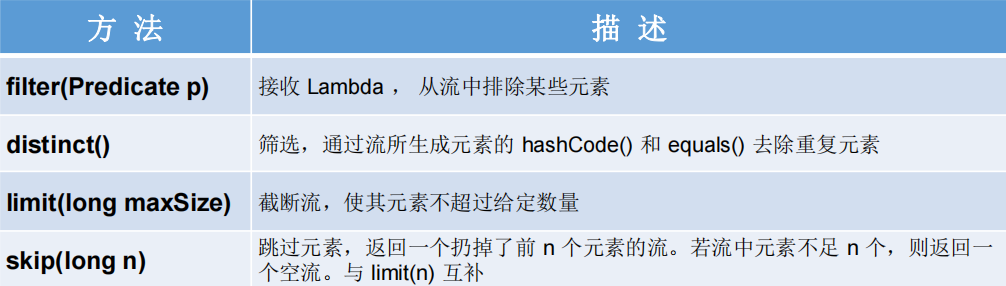 方 法 描 述
filter(Predicate p) 接收 Lambda ， 从流中排除某些元素
distinct() 筛选，通过流所生成元素的 hashCode() 和 equals() 去除重复元素
limit(long maxSize) 截断流，使其元素不超过给定数量
skip(long n) 跳过元素，返回一个扔掉了前 n 个元素的流。若流中元素不足 n 个，则返回一
个空流。与 limit(n) 互补